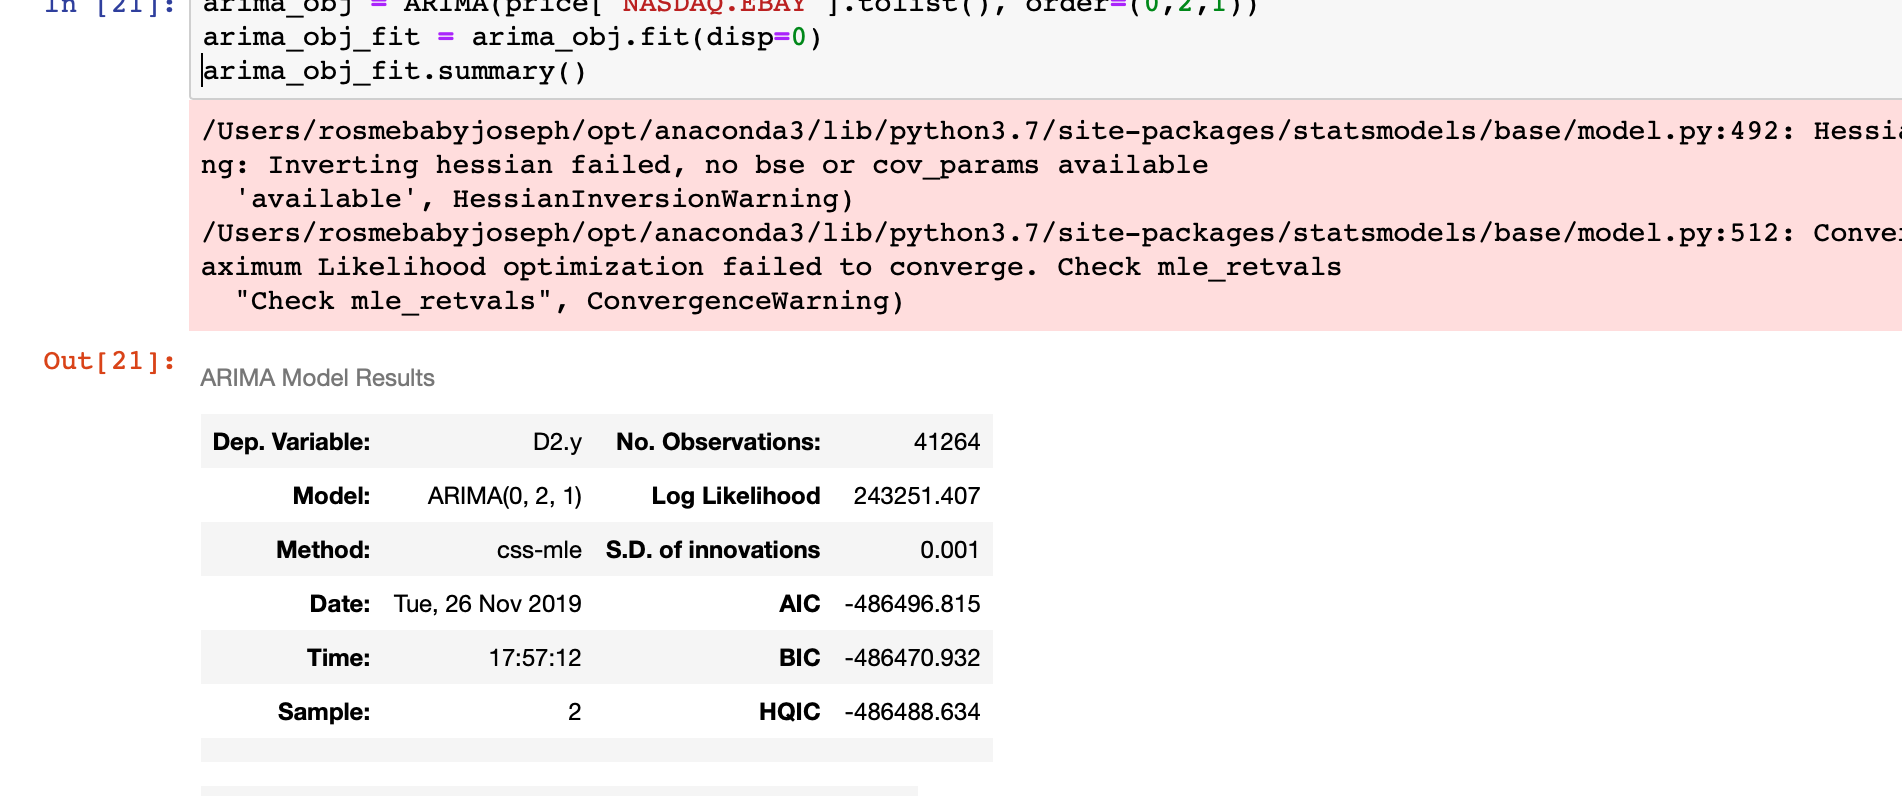 In [21]: arima_obj = ARIMA(price["NASDAQ.EBAY"].tolist(), order=(0,2,1))
arima_obj_fit = arima_obj.fit(disp=0)
arima_obj_fit.summary()
/Users/rosmebabyjoseph/opt/anaconda3/lib/python3.7/site-packages/statsmodels/base/model.py:492: Hessia
ng: Inverting hessian failed, no bse or cov_params available
'available', HessianInversionWarning)
/Users/rosmebabyjoseph/opt/anaconda3/lib/python3.7/site-packages/statsmodels/base/model.py:512: Conver
aximum Likelihood optimization failed to converge. Check mle_retvals
"Check mle_retvals", ConvergenceWarning)
Out[21]:
ARIMA Model Results
Dep. Variable: D2.y No. Observations: 41264
Model: ARIMA(0, 2, 1) Log Likelihood 243251.407
Method: css-mle S.D. of innovations 0.001
Date: Tue, 26 Nov 2019 AIC -486496.815
Time: 17:57:12 BIC -486470.932
Sample: 2 HQIC -486488.634